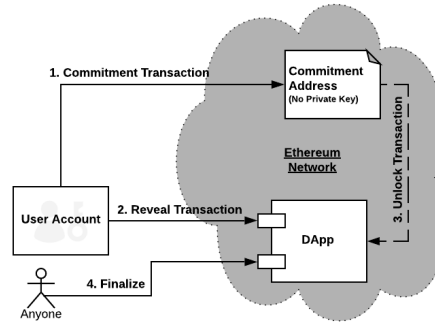 1. Commitment Transaction
Commitment
Address
(No Private Key)
3. Unlock Transaction
Ethereum
Network
User Account
2. Reveal Transaction
DApp
4. Finalize
Anyone